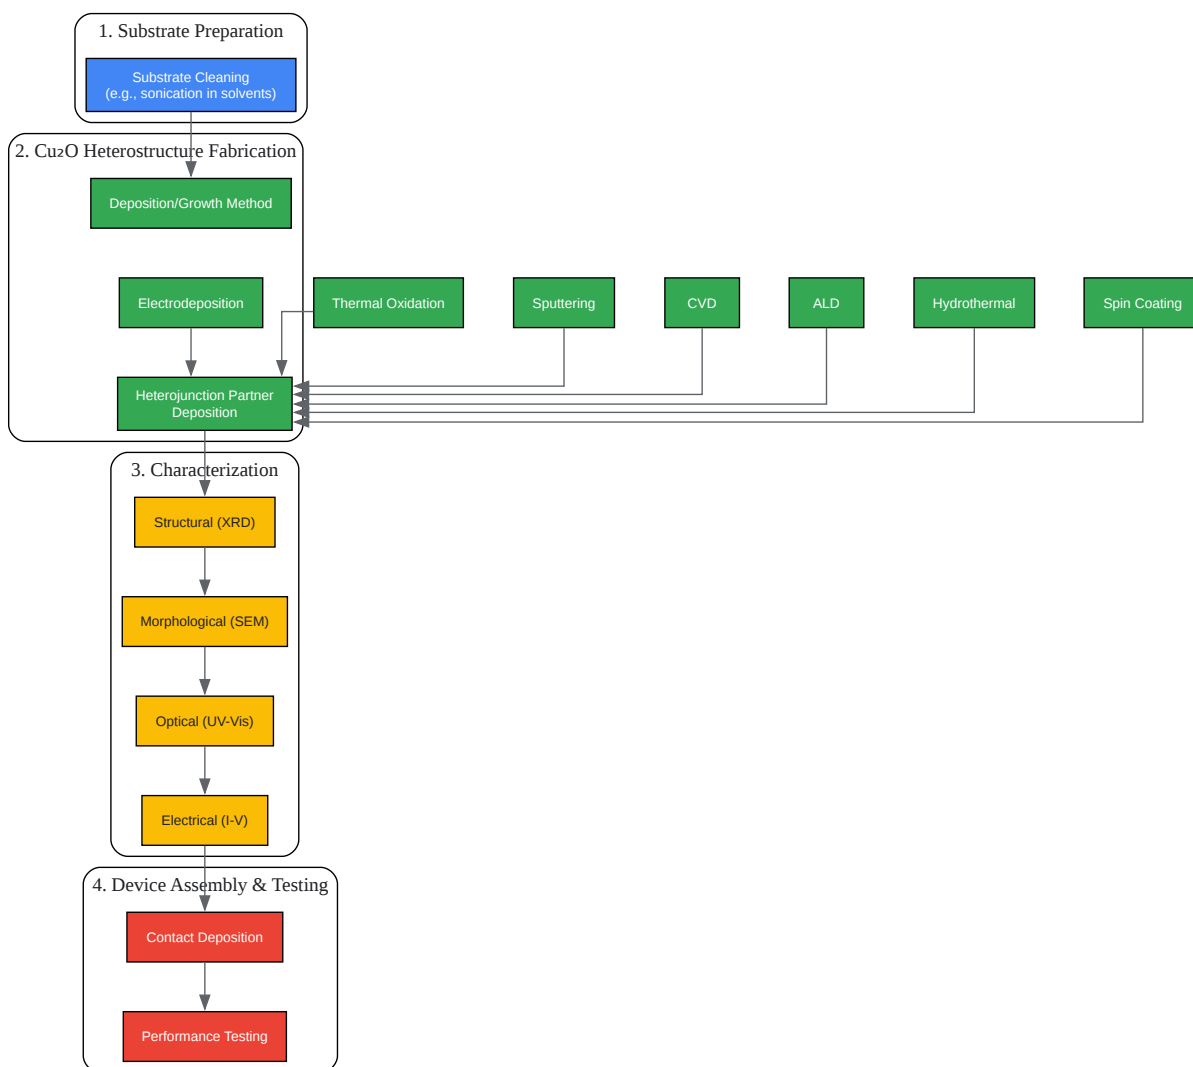 1. Substrate Preparation
Substrate Cleaning
(e.g., sonication in solvents)
2. Cu₂O Heterostructure Fabrication
Deposition/Growth Method
Electrodeposition
Thermal Oxidation
Sputtering
CVD
ALD
Hydrothermal
Spin Coating
Heterojunction Partner
Deposition
3. Characterization
Structural (XRD)
Morphological (SEM)
Optical (UV-Vis)
Electrical (I-V)
4. Device Assembly & Testing
Contact Deposition
Performance Testing